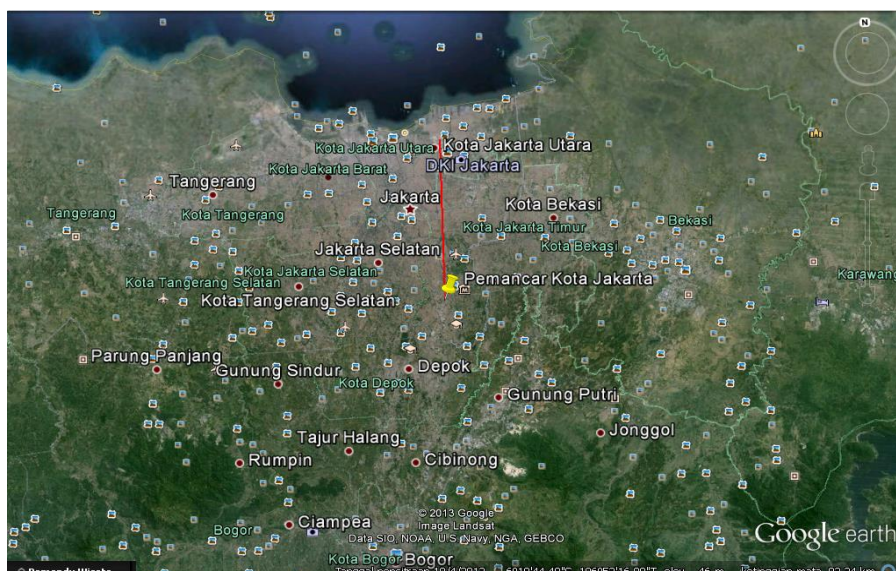 N
Kota Jakarta Utara
Kota Jakarta Utara
DKI Jakarta
Kota Jakarta Barat
Tangerang
Jakarta
Kota Bekasi
Tangerang
Kota Tangerang
Kota Jakarta Timur
Bekasi
Kota Bekasi
Jakarta Selatan
Kota Jakarta Selatan
Kota Tangerang Selatan
Pemancar Kota Jakarta
Karawang
Kota Tangerang Selatan
Parung Panjang
Gunung Sindur
Depok
Kota Depok
Gunung Putri
Tajur Halang
Jonggol
Rumpin
Cibinong
Ciampea
© 2013 Google
Image Landsat
Data SIO, NOAA, U.S. Navy, NGA, GEBCO
Google earth
Bogor
Kota Bogor
Bogor